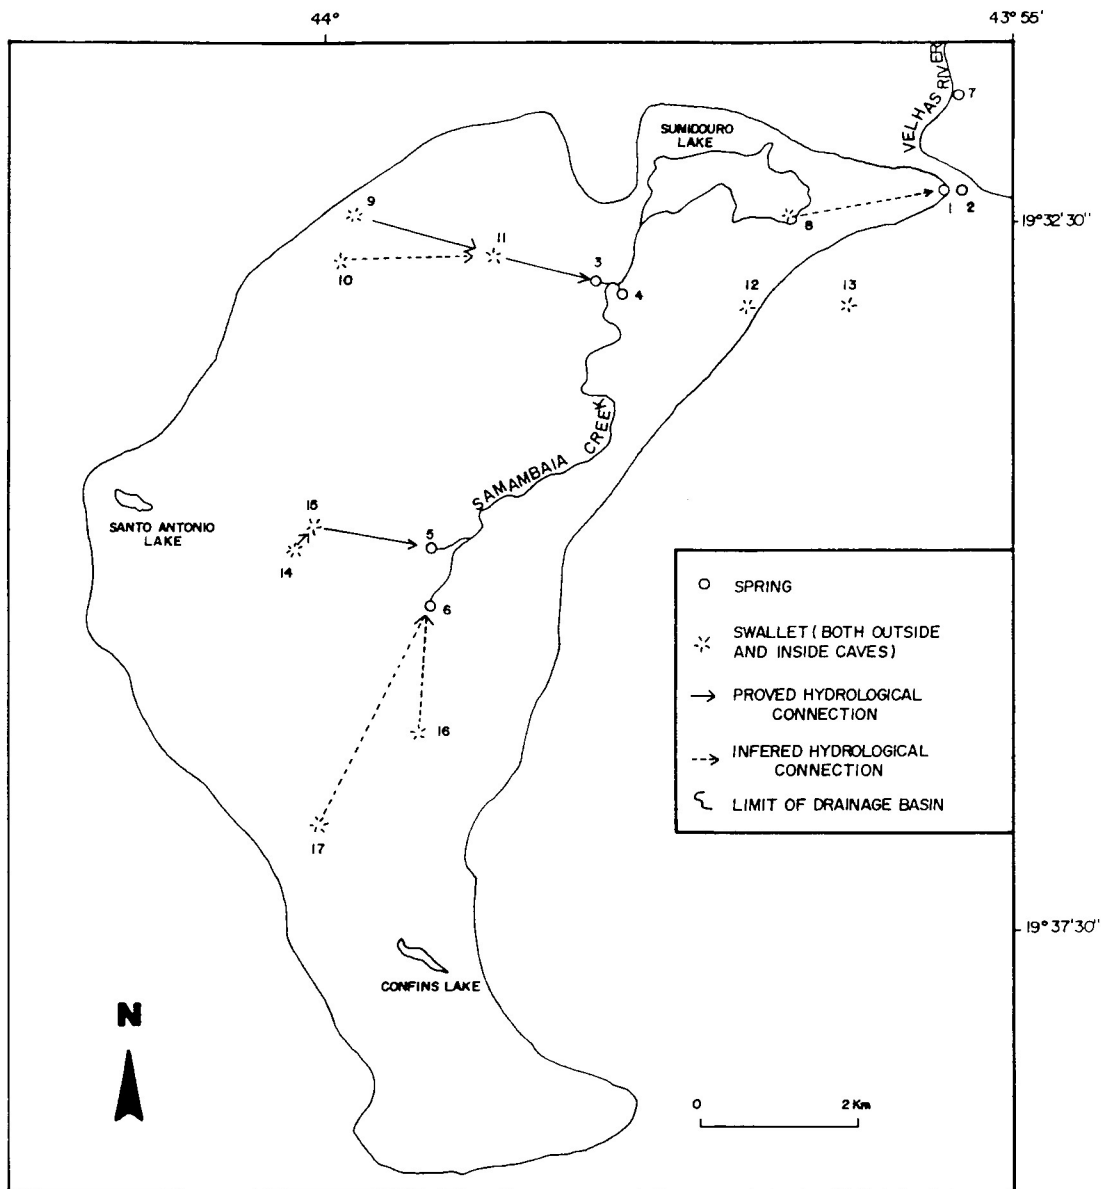 44°
43°55'
VELHAS RIVER
7
SUMIDOURO
LAKE
9
8
1
2
19°32'30"
11
10
3
4
12
13
SAMAMBAIA CREEK
SANTO ANTONIO
LAKE
15
14
5
6
16
17
SPRING
SWALLET (BOTH OUTSIDE
AND INSIDE CAVES)
PROVED HYDROLOGICAL
CONNECTION
INFERED HYDROLOGICAL
CONNECTION
LIMIT OF DRAINAGE BASIN
19°37'30"
CONFINS LAKE
N
0
2 Km